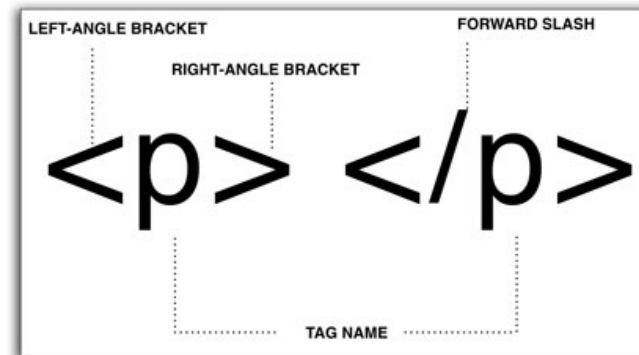 LEFT-ANGLE BRACKET
FORWARD SLASH
RIGHT-ANGLE BRACKET
<p> </p>
TAG NAME